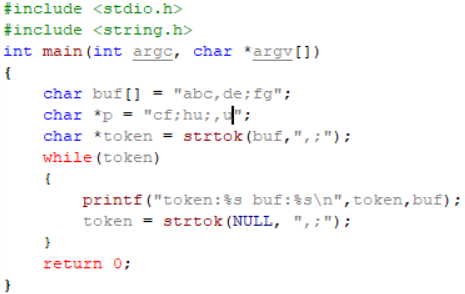 #include <stdio.h>
#include <string.h>
int main(int argc, char *argv[])
{
    char buf[] = "abc,de;fg";
    char *p = "cf;hu;,u";
    char *token = strtok(buf,",;");
    while(token)
    {
        printf("token:%s buf:%s\n",token,buf);
        token = strtok(NULL, ",;");
    }
    return 0;
}